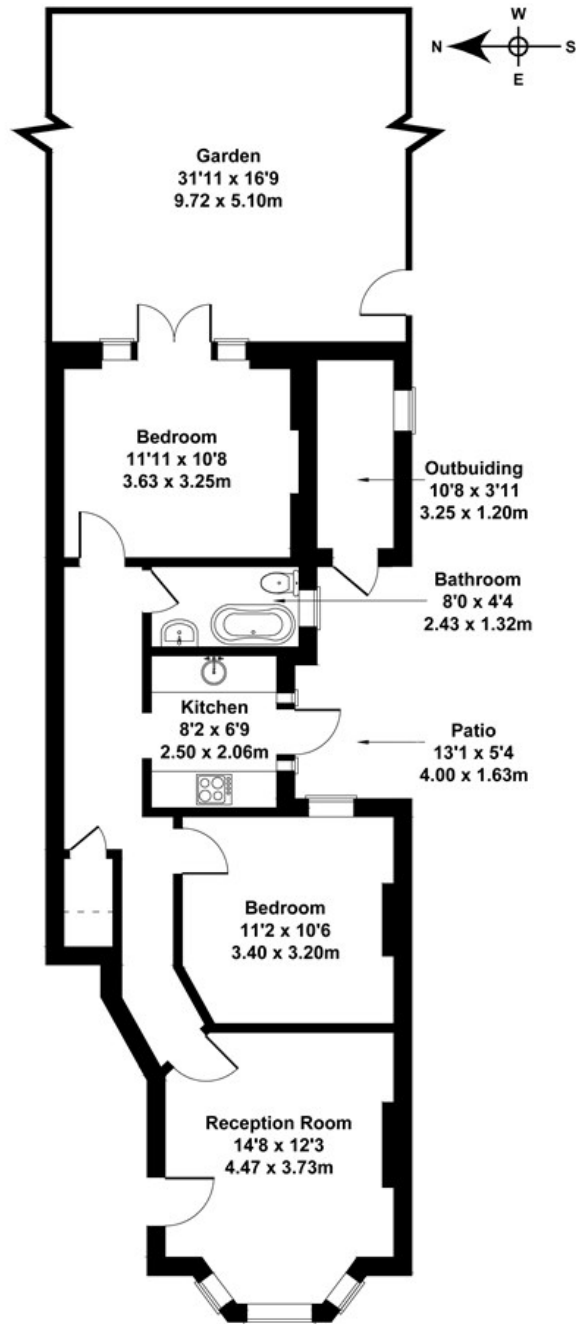 W
N S
E
Garden
31'11 x 16'9
9.72 x 5.10m
Bedroom
11'11 x 10'8
3.63 x 3.25m
Outbuiding
10'8 x 3'11
3.25 x 1.20m
Bathroom
8'0 x 4'4
2.43 x 1.32m
Kitchen
8'2 x 6'9
2.50 x 2.06m
Patio
13'1 x 5'4
4.00 x 1.63m
Bedroom
11'2 x 10'6
3.40 x 3.20m
Reception Room
14'8 x 12'3
4.47 x 3.73m